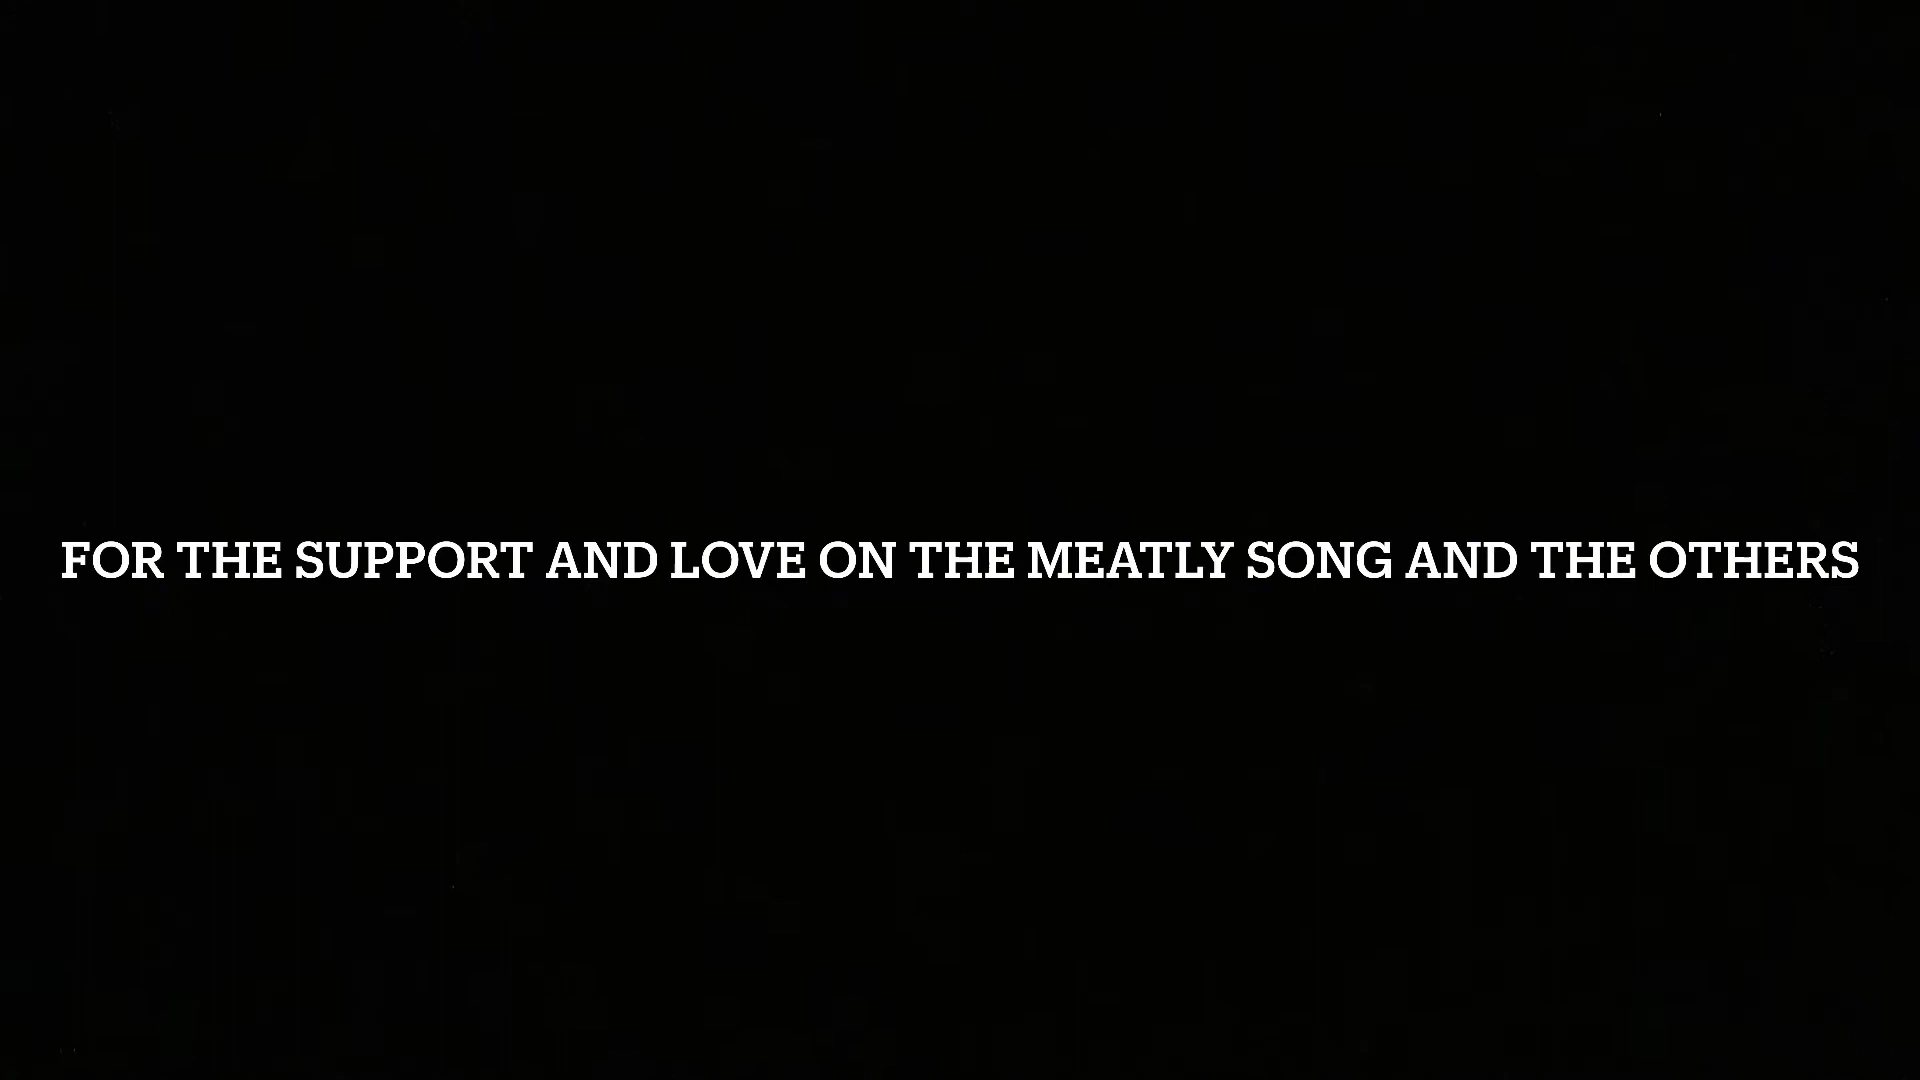 FOR THE SUPPORT AND LOVE ON THE MEATLY SONG AND THE OTHERS